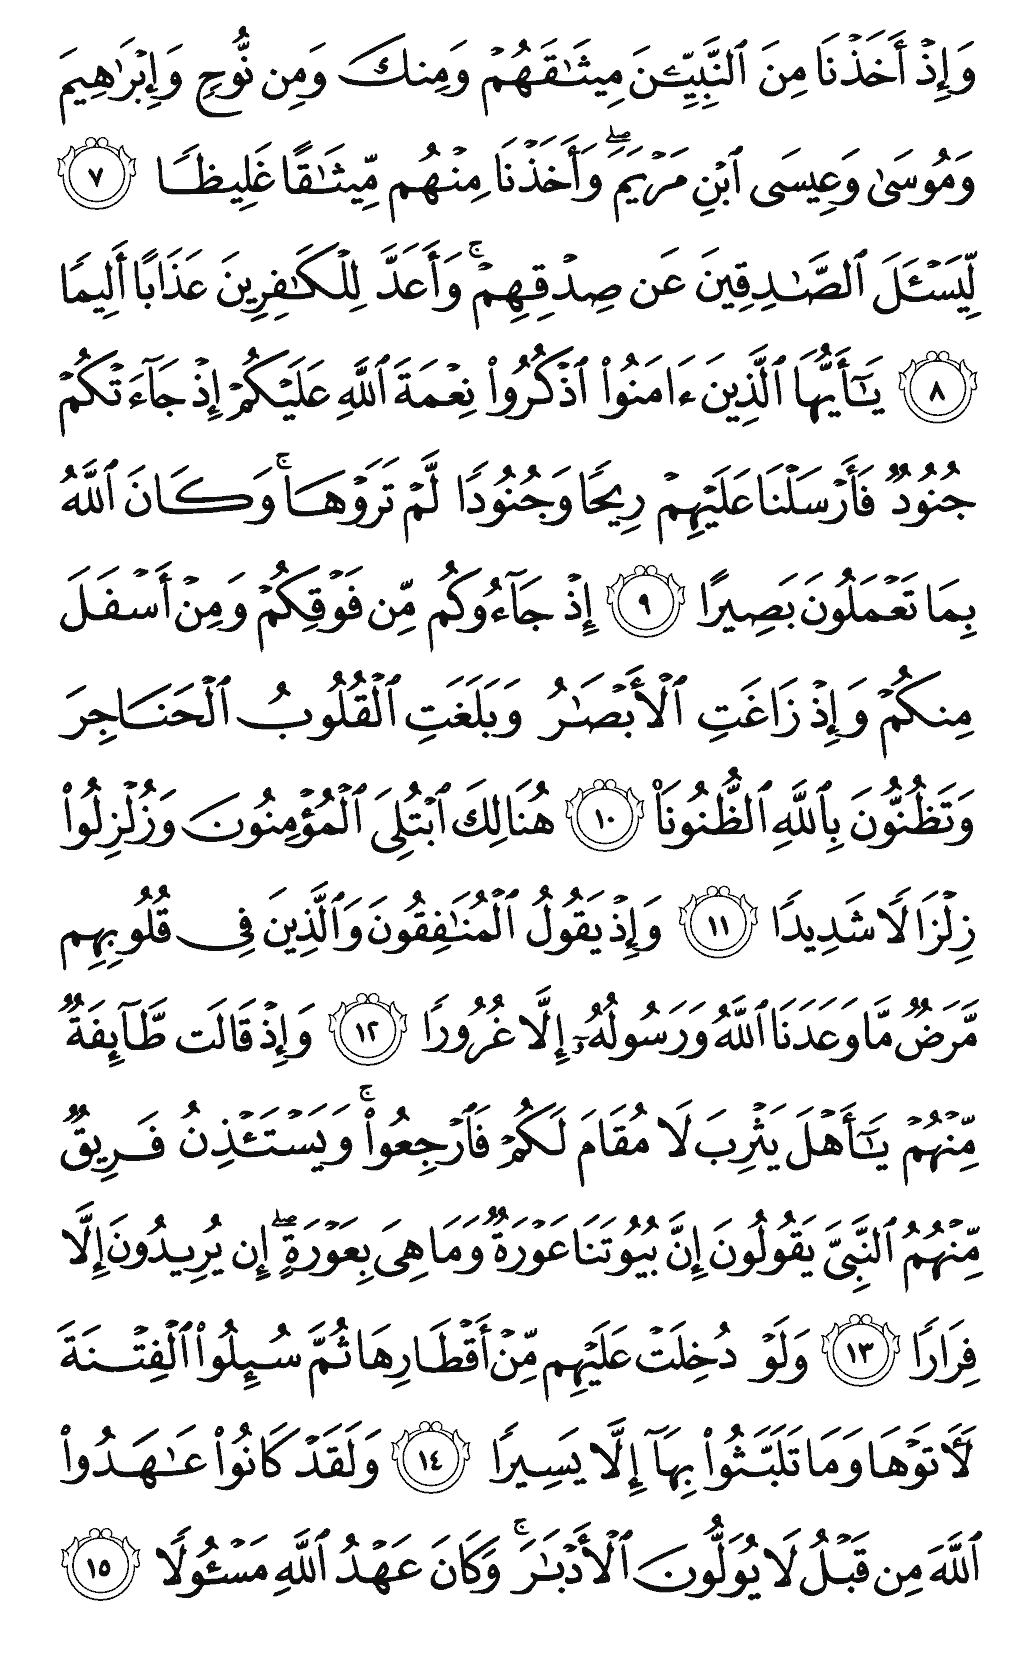 وَإِذْ أَخَذْنَا مِنَ ٱلنَّبِيِّـۧنَ مِيثَـٰقَهُمْ وَمِنكَ وَمِن نُّوحٍ وَإِبْرَٰهِيمَ
وَمُوسَىٰ وَعِيسَى ٱبْنِ مَرْيَمَ ۖ وَأَخَذْنَا مِنْهُم مِّيثَـٰقًا غَلِيظًا ٧
لِّيَسْـَٔلَ ٱلصَّـٰدِقِينَ عَن صِدْقِهِمْ ۚ وَأَعَدَّ لِلْكَـٰفِرِينَ عَذَابًا أَلِيمًا
٨ يَـٰٓأَيُّهَا ٱلَّذِينَ ءَامَنُوا۟ ٱذْكُرُوا۟ نِعْمَةَ ٱللَّهِ عَلَيْكُمْ إِذْ جَآءَتْكُمْ
جُنُودٌ فَأَرْسَلْنَا عَلَيْهِمْ رِيحًا وَجُنُودًا لَّمْ تَرَوْهَا ۚ وَكَانَ ٱللَّهُ
بِمَا تَعْمَلُونَ بَصِيرًا ٩ إِذْ جَآءُوكُم مِّن فَوْقِكُمْ وَمِنْ أَسْفَلَ
مِنكُمْ وَإِذْ زَاغَتِ ٱلْأَبْصَـٰرُ وَبَلَغَتِ ٱلْقُلُوبُ ٱلْحَنَاجِرَ
وَتَظُنُّونَ بِٱللَّهِ ٱلظُّنُونَا۠ ١٠ هُنَالِكَ ٱبْتُلِىَ ٱلْمُؤْمِنُونَ وَزُلْزِلُوا۟
زِلْزَالًا شَدِيدًا ١١ وَإِذْ يَقُولُ ٱلْمُنَـٰفِقُونَ وَٱلَّذِينَ فِى قُلُوبِهِم
مَّرَضٌ مَّا وَعَدَنَا ٱللَّهُ وَرَسُولُهُۥٓ إِلَّا غُرُورًا ١٢ وَإِذْ قَالَت طَّآئِفَةٌ
مِّنْهُمْ يَـٰٓأَهْلَ يَثْرِبَ لَا مُقَامَ لَكُمْ فَٱرْجِعُوا۟ ۚ وَيَسْتَـْٔذِنُ فَرِيقٌ
مِّنْهُمُ ٱلنَّبِىَّ يَقُولُونَ إِنَّ بُيُوتَنَا عَوْرَةٌ وَمَا هِىَ بِعَوْرَةٍ ۖ إِن يُرِيدُونَ إِلَّا
فِرَارًا ١٣ وَلَوْ دُخِلَتْ عَلَيْهِم مِّنْ أَقْطَارِهَا ثُمَّ سُئِلُوا۟ ٱلْفِتْنَةَ
لَـَٔاتَوْهَا وَمَا تَلَبَّثُوا۟ بِهَآ إِلَّا يَسِيرًا ١٤ وَلَقَدْ كَانُوا۟ عَـٰهَدُوا۟
ٱللَّهَ مِن قَبْلُ لَا يُوَلُّونَ ٱلْأَدْبَـٰرَ ۚ وَكَانَ عَهْدُ ٱللَّهِ مَسْـُٔولًا ١٥